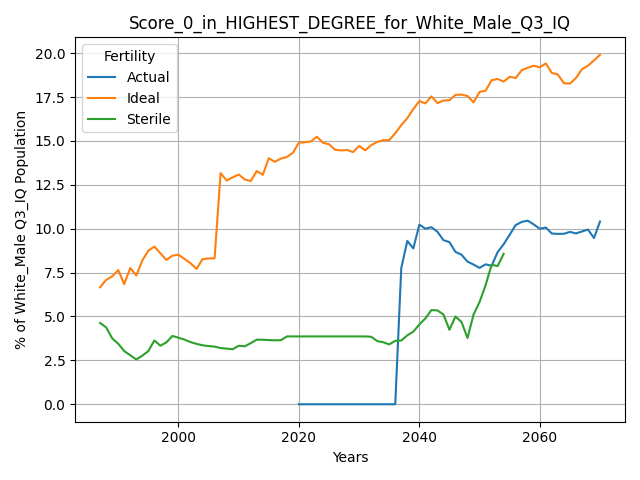 Score_0_in_HIGHEST_DEGREE_for_White_Male_Q3_IQ
Fertility
Actual
Ideal
Sterile
% of White_Male Q3_IQ Population
20.0
17.5
15.0
12.5
10.0
7.5
5.0
2.5
0.0
2000
2020
2040
2060
Years